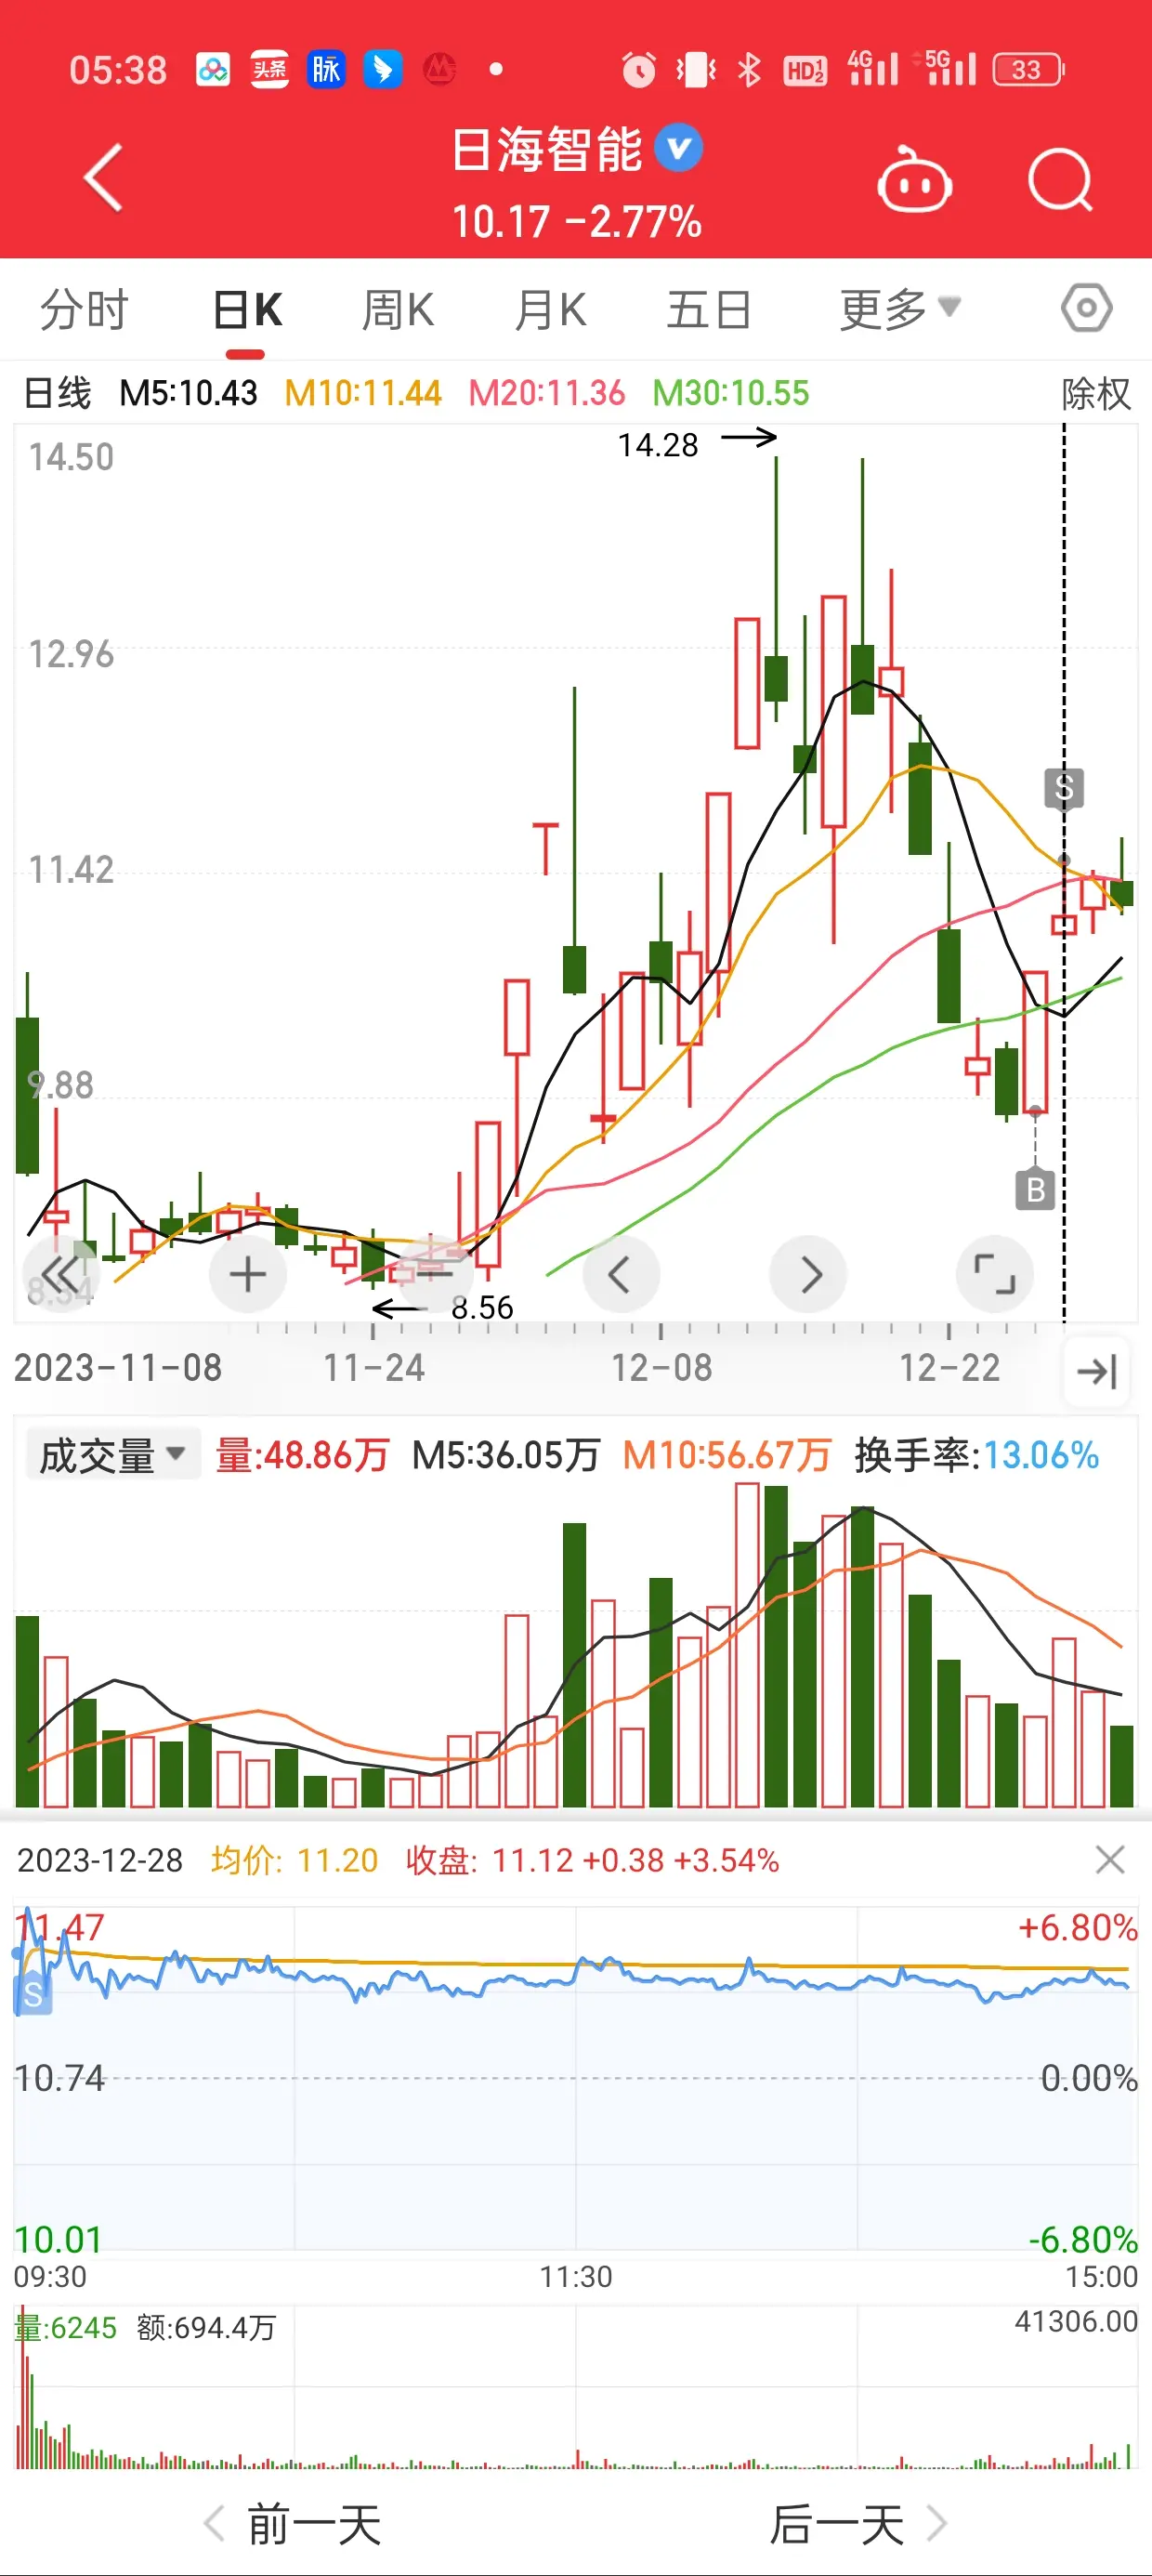 05:38 头条 脉 HD 1 2 4G 5G 33
日海智能
10.17 -2.77%
分时 日K 周K 月K 五日 更多
日线 M5:10.43 M10:11.44 M20:11.36 M30:10.55 除权
14.50
14.28
12.96
S
11.42
9.88
B
8.34
8.56
2023-11-08 11-24 12-08 12-22
成交量 量:48.86万 M5:36.05万 M10:56.67万 换手率:13.06%
2023-12-28 均价: 11.20 收盘: 11.12 +0.38 +3.54%
11.47 +6.80%
S
10.74 0.00%
10.01 -6.80%
09:30 11:30 15:00
量:6245 额:694.4万 41306.00
前一天 后一天